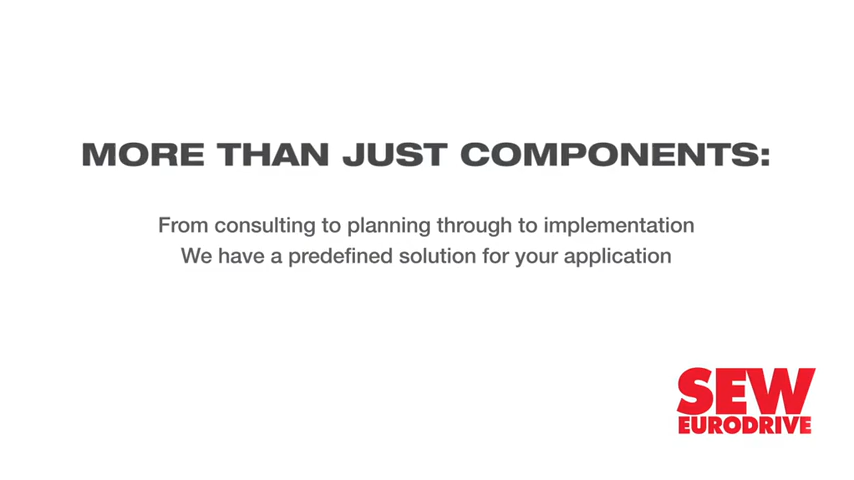 MORE THAN JUST COMPONENTS:
From consulting to planning through to implementation
We have a predefined solution for your application
SEW
EURODRIVE